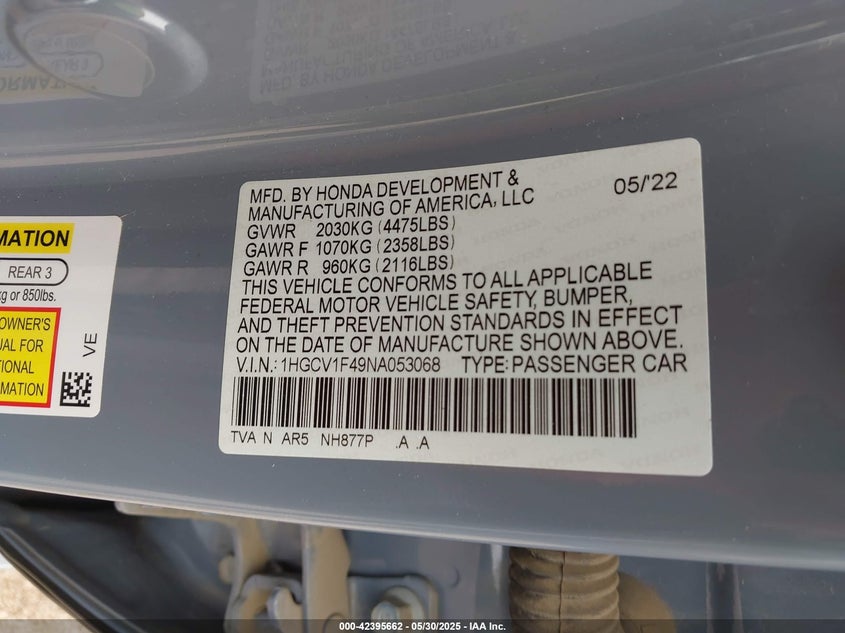 MFD. BY HONDA DEVELOPMENT &
MANUFACTURING OF AMERICA, LLC
05/'22
GVWR 2030KG (4475LBS)
GAWR F 1070KG (2358LBS)
GAWR R 960KG (2116LBS)
THIS VEHICLE CONFORMS TO ALL APPLICABLE
FEDERAL MOTOR VEHICLE SAFETY, BUMPER,
AND THEFT PREVENTION STANDARDS IN EFFECT
ON THE DATE OF MANUFACTURE SHOWN ABOVE.
V.I.N.: 1HGCV1F49NA053068 TYPE: PASSENGER CAR
TVA N AR5 NH877P .A .A
MATION
REAR 3
kg or 850lbs.
OWNER'S
UAL FOR
TIONAL
RMATION
VE
000-42395662 - 05/30/2025 - IAA Inc.